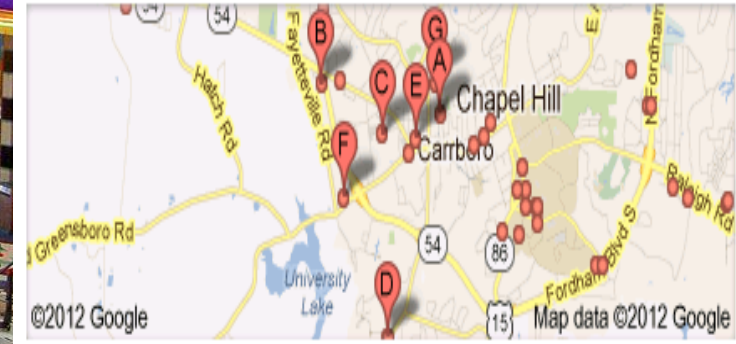 54
54
B
G
A
C
E
F
D
Fayetteville Rd
Hatch Rd
Chapel Hill
Carrboro
E
N Fordham
Raleigh Rd
d Greensboro Rd
54
86
University
Lake
Fordham Blvd S
15
©2012 Google
Map data ©2012 Google